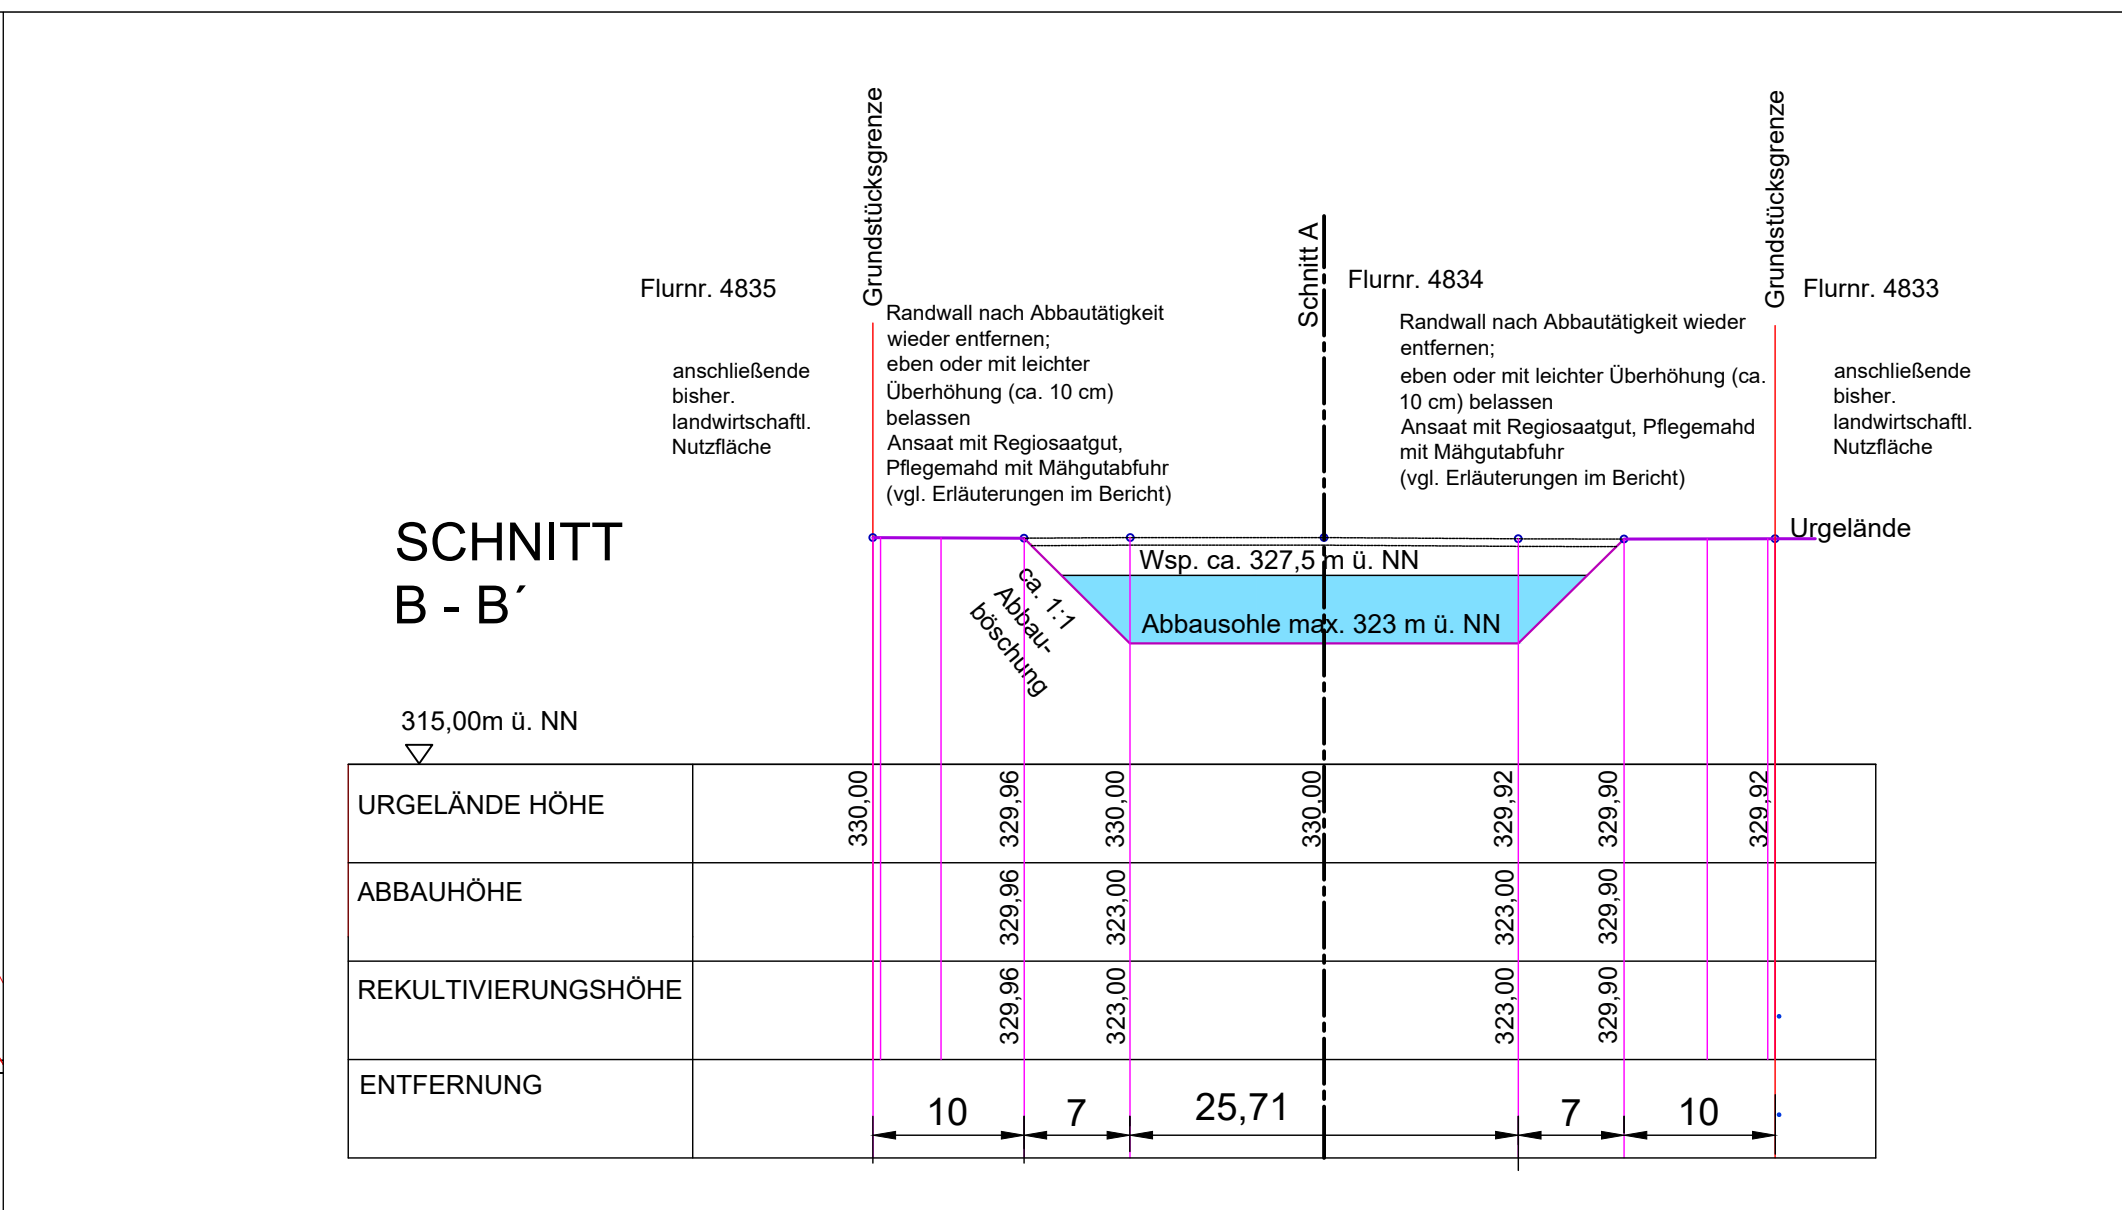 Grundstücksgrenze
Grundstücksgrenze
Schnitt A
Flurnr. 4835
Flurnr. 4834
Flurnr. 4833
Randwall nach Abbautätigkeit
wieder entfernen;
eben oder mit leichter
Überhöhung (ca. 10 cm)
belassen
Ansaat mit Regiosaatgut,
Pflegemahd mit Mähgutabfuhr
(vgl. Erläuterungen im Bericht)
Randwall nach Abbautätigkeit wieder
entfernen;
eben oder mit leichter Überhöhung (ca.
10 cm) belassen
Ansaat mit Regiosaatgut, Pflegemahd
mit Mähgutabfuhr
(vgl. Erläuterungen im Bericht)
anschließende
bisher.
landwirtschaftl.
Nutzfläche
anschließende
bisher.
landwirtschaftl.
Nutzfläche
SCHNITT
B - B´
Urgelände
Wsp. ca. 327,5 m ü. NN
Abbausohle max. 323 m ü. NN
ca. 1:1
Abbau-
böschung
315,00m ü. NN
URGELÄNDE HÖHE
330,00
329,96
330,00
330,00
329,92
329,90
329,92
ABBAUHÖHE
329,96
323,00
323,00
329,90
REKULTIVIERUNGSHÖHE
329,96
323,00
323,00
329,90
ENTFERNUNG
10
7
25,71
7
10